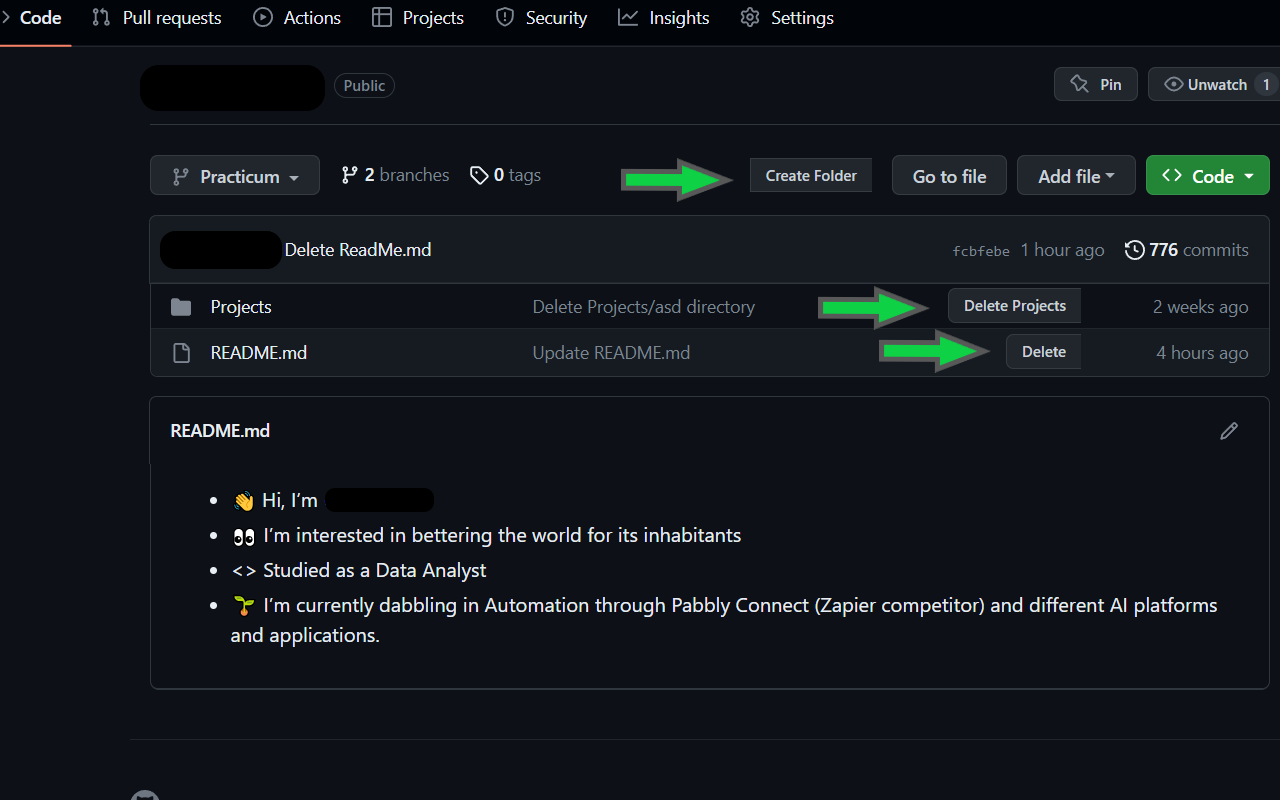 Code Pull requests Actions Projects Security Insights Settings
Public Pin Unwatch 1
Practicum 2 branches 0 tags Create Folder Go to file Add file <> Code
Delete ReadMe.md fcbfebe 1 hour ago 776 commits
Projects Delete Projects/asd directory Delete Projects 2 weeks ago
README.md Update README.md Delete 4 hours ago
README.md
• 👋 Hi, I’m
• 👀 I’m interested in bettering the world for its inhabitants
• <> Studied as a Data Analyst
• 🌱 I’m currently dabbling in Automation through Pabbly Connect (Zapier competitor) and different AI platforms
and applications.